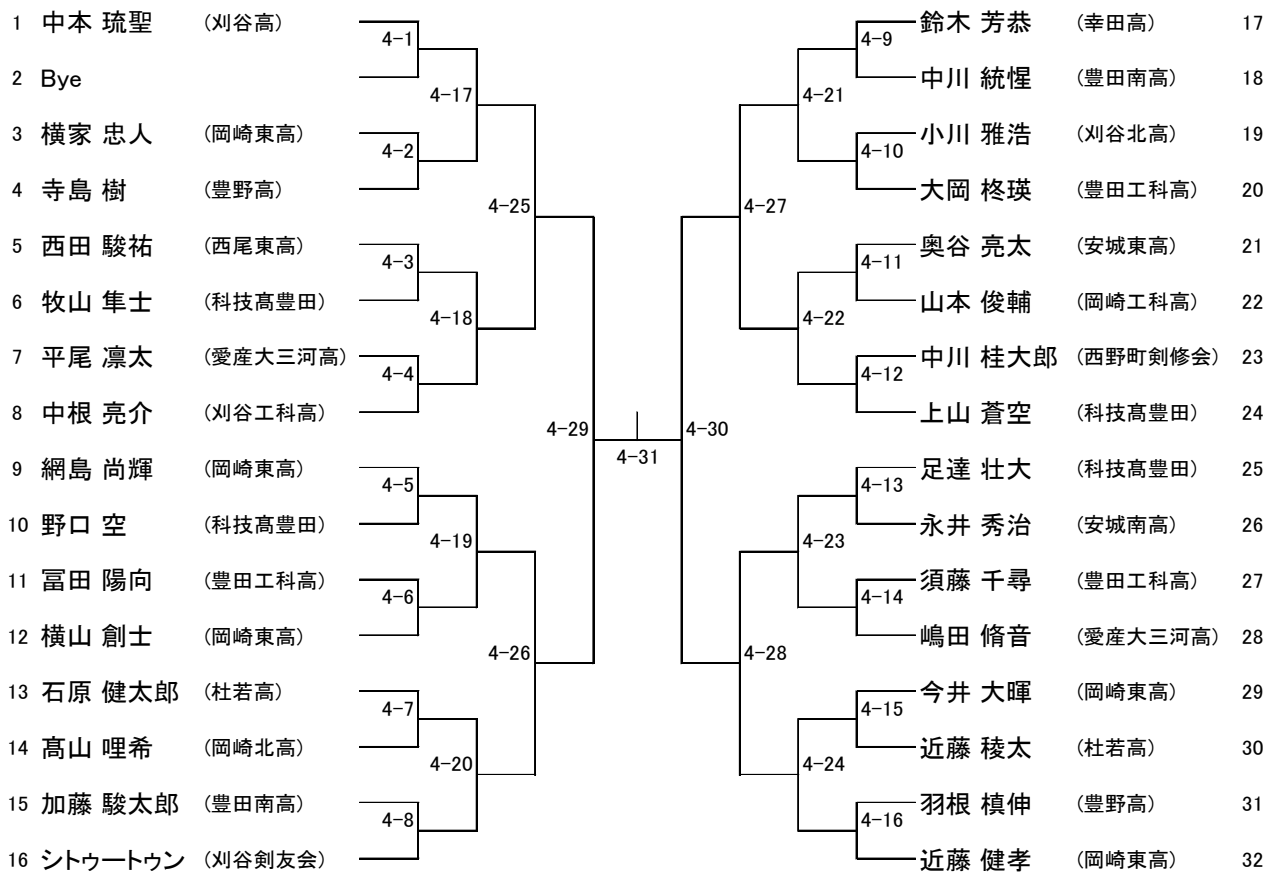 1 中本 琉聖 (刈谷高)
2 Bye
3 横家 忠人 (岡崎東高)
4 寺島 樹 (豊野高)
5 西田 駿祐 (西尾東高)
6 牧山 隼士 (科技髙豊田)
7 平尾 凛太 (愛産大三河高)
8 中根 亮介 (刈谷工科高)
9 網島 尚輝 (岡崎東高)
10 野口 空 (科技髙豊田)
11 冨田 陽向 (豊田工科高)
12 横山 創士 (岡崎東高)
13 石原 健太郎 (杜若高)
14 髙山 哩希 (岡崎北高)
15 加藤 駿太郎 (豊田南高)
16 シトゥートゥン (刈谷剣友会)
4-1
4-2
4-3
4-4
4-5
4-6
4-7
4-8
4-17
4-18
4-19
4-20
4-25
4-26
4-29
4-31
4-30
4-27
4-28
4-21
4-22
4-23
4-24
4-9
4-10
4-11
4-12
4-13
4-14
4-15
4-16
鈴木 芳恭 (幸田高) 17
中川 統惺 (豊田南高) 18
小川 雅浩 (刈谷北高) 19
大岡 柊瑛 (豊田工科高) 20
奥谷 亮太 (安城東高) 21
山本 俊輔 (岡崎工科高) 22
中川 桂大郎 (西野町剣修会) 23
上山 蒼空 (科技髙豊田) 24
足達 壮大 (科技髙豊田) 25
永井 秀治 (安城南高) 26
須藤 千尋 (豊田工科高) 27
嶋田 脩音 (愛産大三河高) 28
今井 大暉 (岡崎東高) 29
近藤 稜太 (杜若高) 30
羽根 槙伸 (豊野高) 31
近藤 健孝 (岡崎東高) 32